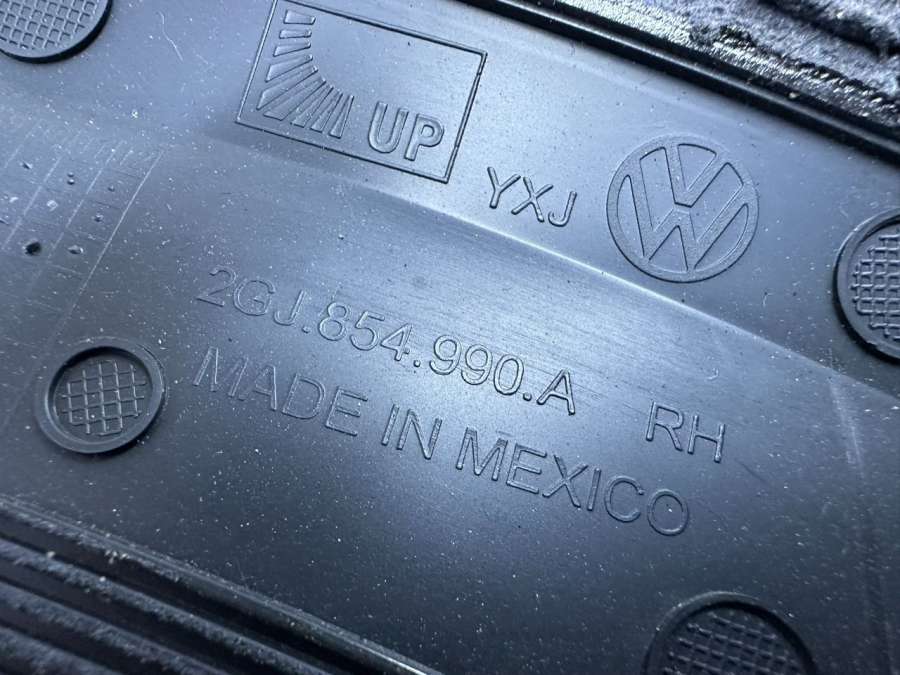 UP
YXJ
2GJ.854.990.A RH
MADE IN MEXICO